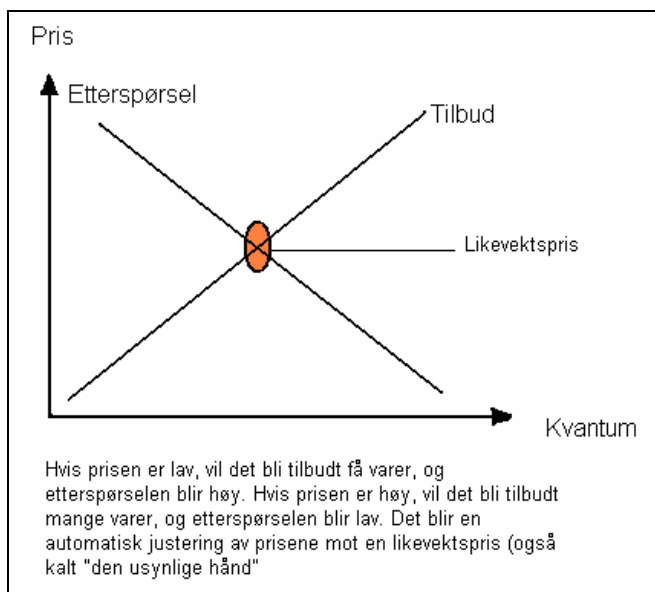 Pris
Etterspørsel
Tilbud
Likevektspris
Kvantum
Hvis prisen er lav, vil det bli tilbudt få varer, og
etterspørselen blir høy. Hvis prisen er høy, vil det bli tilbudt
mange varer, og etterspørselen blir lav. Det blir en
automatisk justering av prisene mot en likevektspris (også
kalt "den usynlige hånd"